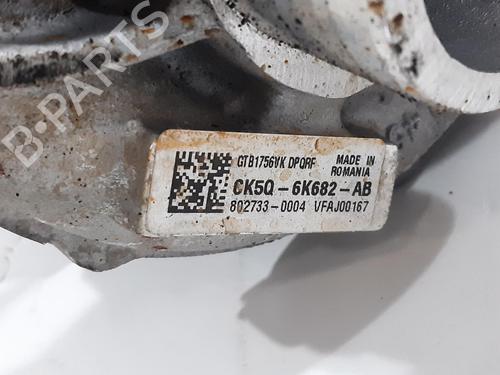 B-PARTS
GTB1756VK DPQRF MADE IN
ROMANIA
CK5Q-6K682-AB
802733-0004 VFAJ00167